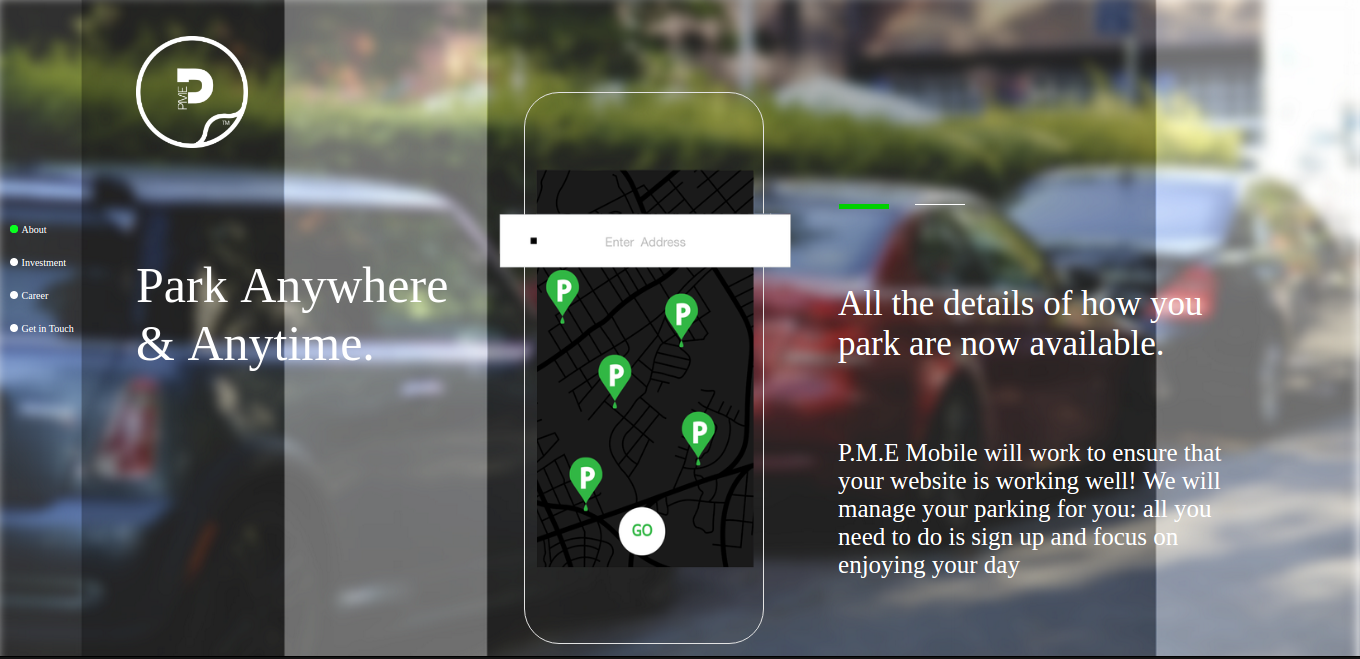 P
PME
TM
About
Investment
Career
Get in Touch
Park Anywhere
& Anytime.
Enter Address
P
P
P
P
P
GO
All the details of how you
park are now available.
P.M.E Mobile will work to ensure that
your website is working well! We will
manage your parking for you: all you
need to do is sign up and focus on
enjoying your day